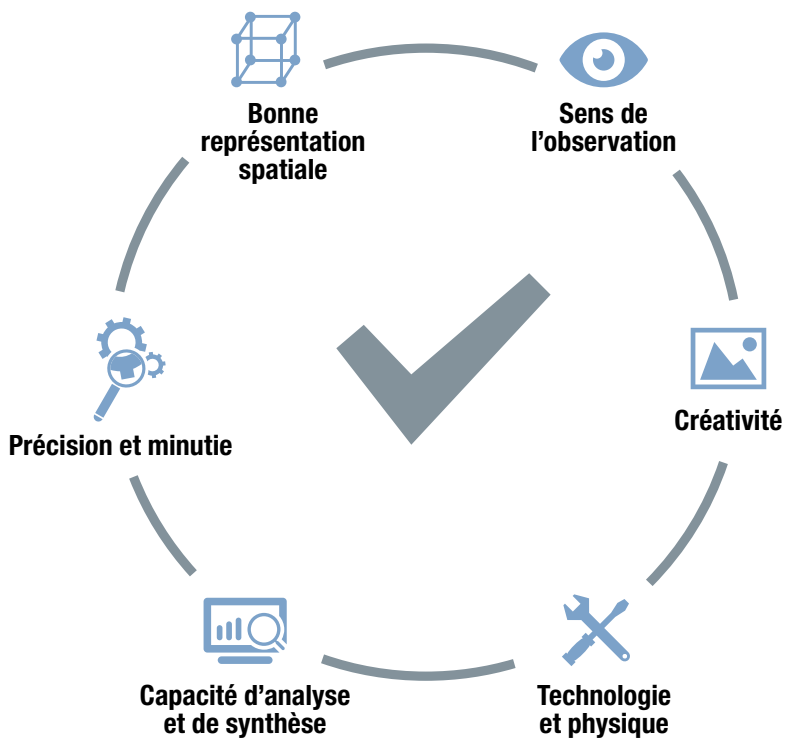 Bonne
représentation
spatiale
Sens de
l’observation
Créativité
Précision et minutie
Capacité d’analyse
et de synthèse
Technologie
et physique